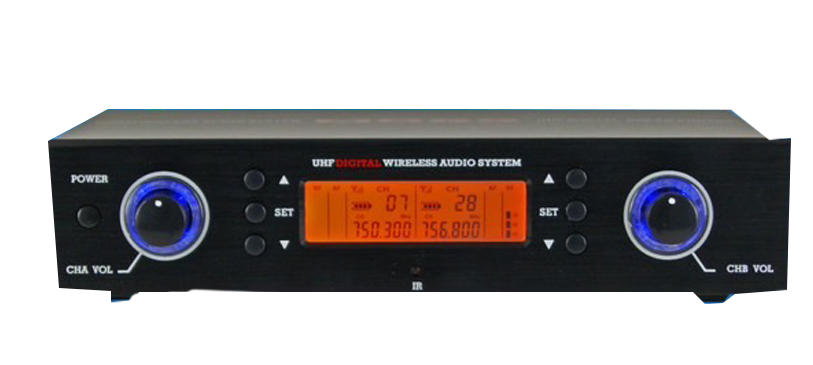 UHF DIGITAL WIRELESS AUDIO SYSTEM
POWER
SET
SET
CH CH
07 28
750.300 756.800
CHA VOL
CHB VOL
IR